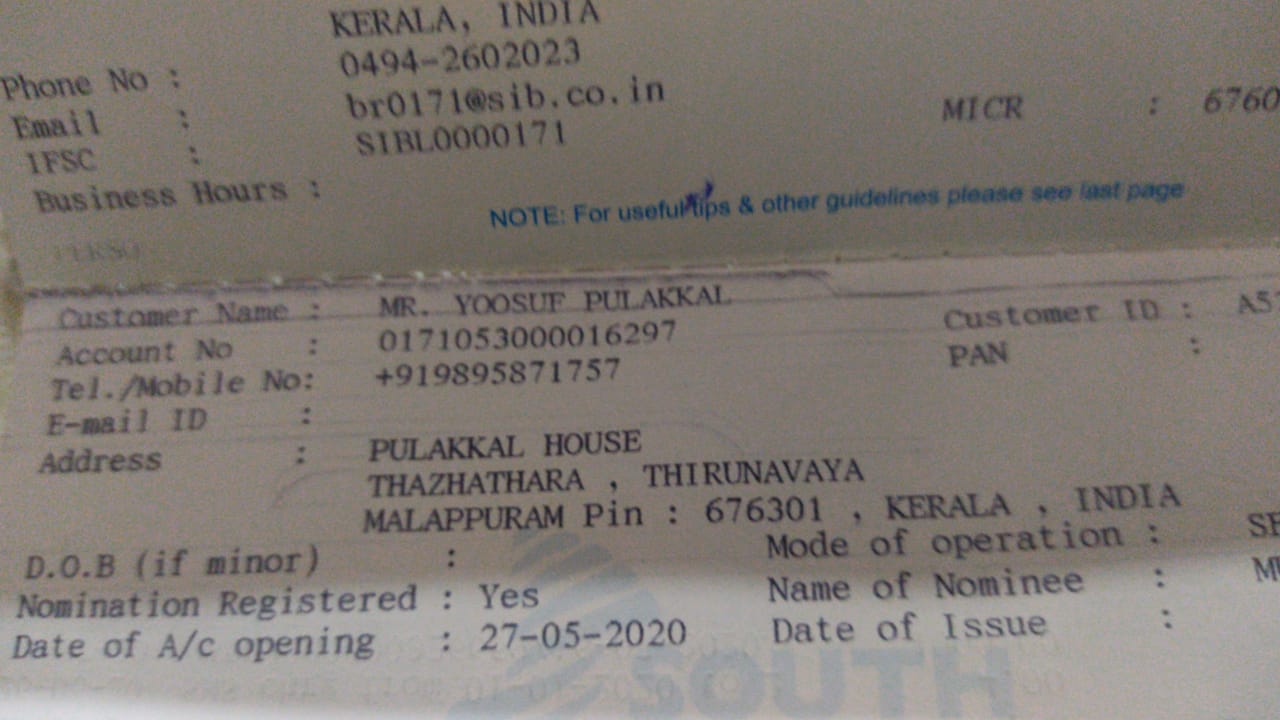 KERALA, INDIA
Phone No : 0494-2602023
Email : br0171@sib.co.in
IFSC : SIBL0000171 MICR : 6760
Business Hours :
NOTE: For useful tips & other guidelines please see last page
Customer Name : MR. YOOSUF PULAKKAL Customer ID : A5
Account No : 0171053000016297 PAN :
Tel./Mobile No: +919895871757
E-mail ID :
Address : PULAKKAL HOUSE
THAZHATHARA , THIRUNAVAYA
MALAPPURAM Pin : 676301 , KERALA , INDIA
D.O.B (if minor) : Mode of operation : SE
Nomination Registered : Yes Name of Nominee : M
Date of A/c opening : 27-05-2020 Date of Issue :
SOUTH